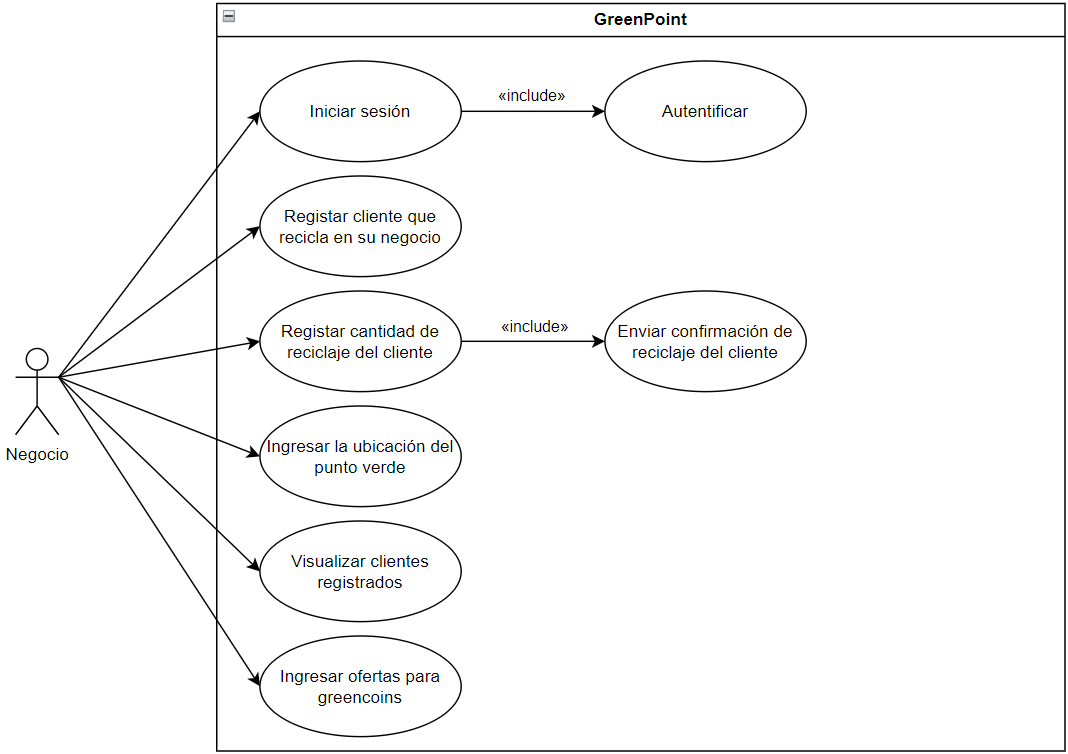 GreenPoint
Iniciar sesión
«include»
Autentificar
Registar cliente que
recicla en su negocio
Registar cantidad de
reciclaje del cliente
«include»
Enviar confirmación de
reciclaje del cliente
Negocio
Ingresar la ubicación del
punto verde
Visualizar clientes
registrados
Ingresar ofertas para
greencoins